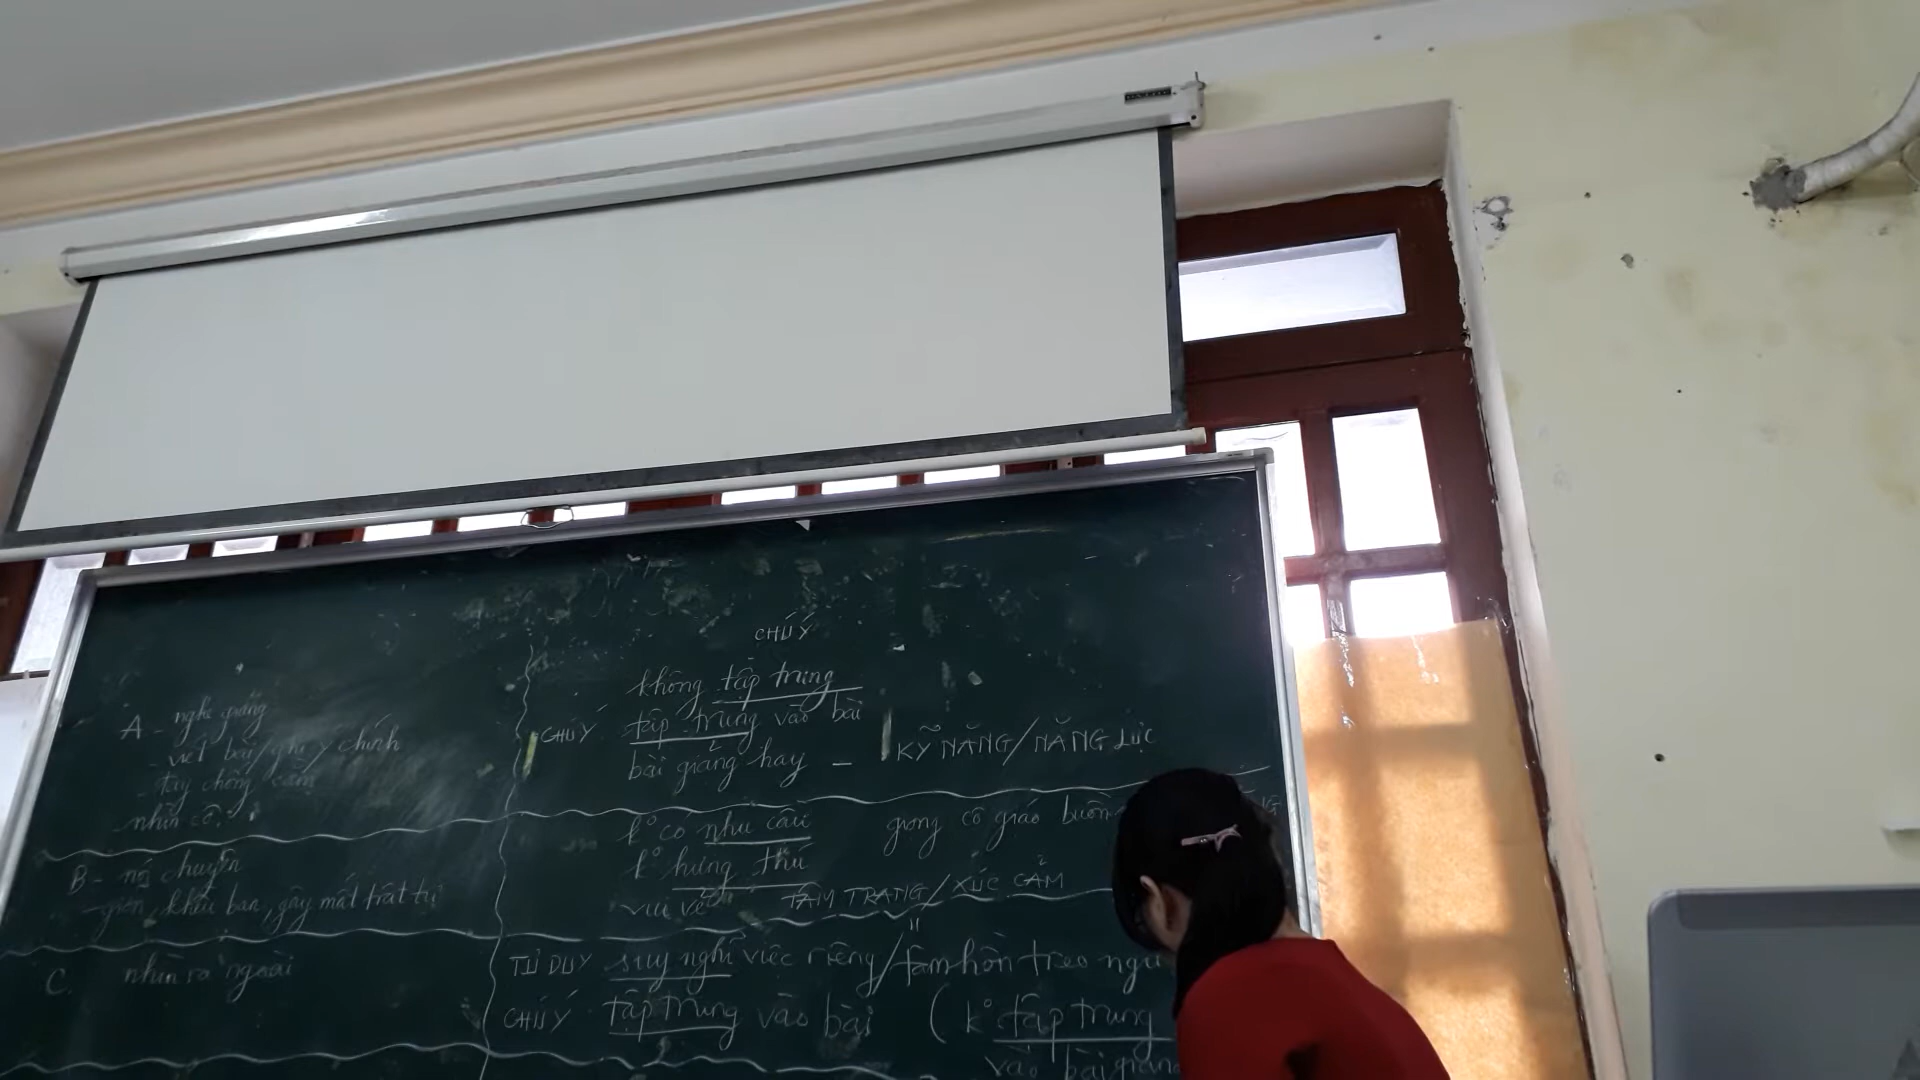 CHÚ Ý
không tập trung
A - nghe giảng
CHÚ Ý tập trung vào bài
- viết bài/ghi ý chính
bài giảng hay - KỸ NĂNG/NĂNG LỰC
- tay chống cằm
nhìn cô
k° có nhu cầu giọng cô giáo buồn
k° hứng thú
B - nói chuyện
vui vẻ TÂM TRẠNG/XÚC CẢM
gây mất trật tự
C. nhìn ra ngoài
TƯ DUY suy nghĩ việc riêng/tâm hồn treo
CHÚ Ý tập trung vào bài (k° tập trung
vào bài giảng